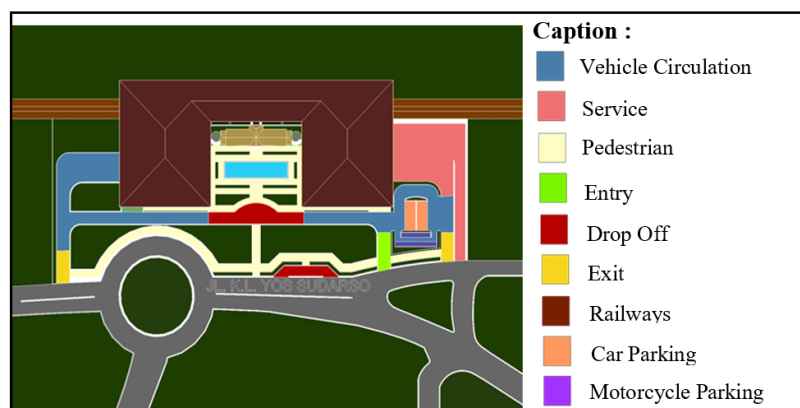 Caption :
Vehicle Circulation
Service
Pedestrian
Entry
Drop Off
Exit
Railways
Car Parking
Motorcycle Parking
JL. K.L. YOS SUDARSO